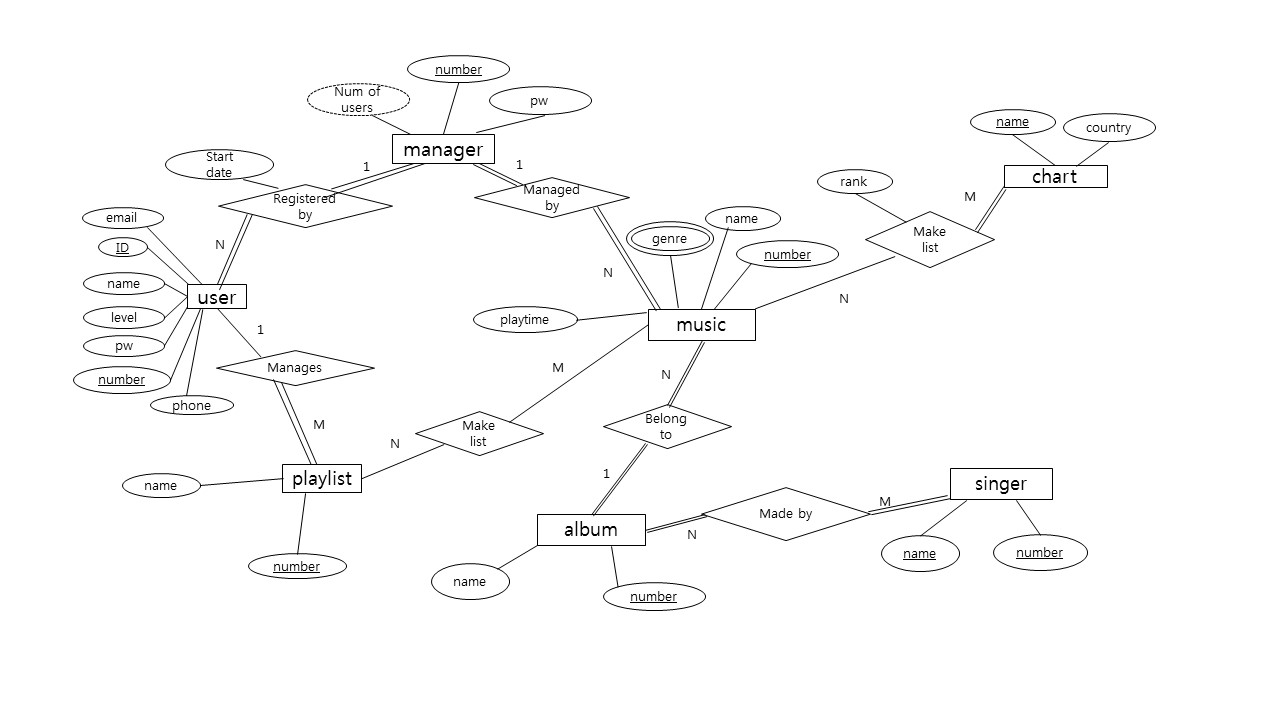 number
Num of
users
pw
manager
name
country
chart
Start
date
1
1
Registered
by
Managed
by
rank
M
email
ID
name
level
pw
number
phone
N
user
genre
name
number
Make
list
N
N
playtime
music
1
Manages
M
M
N
Make
list
N
Belong
to
1
playlist
name
number
album
N
Made by
M
singer
name
number
name
number